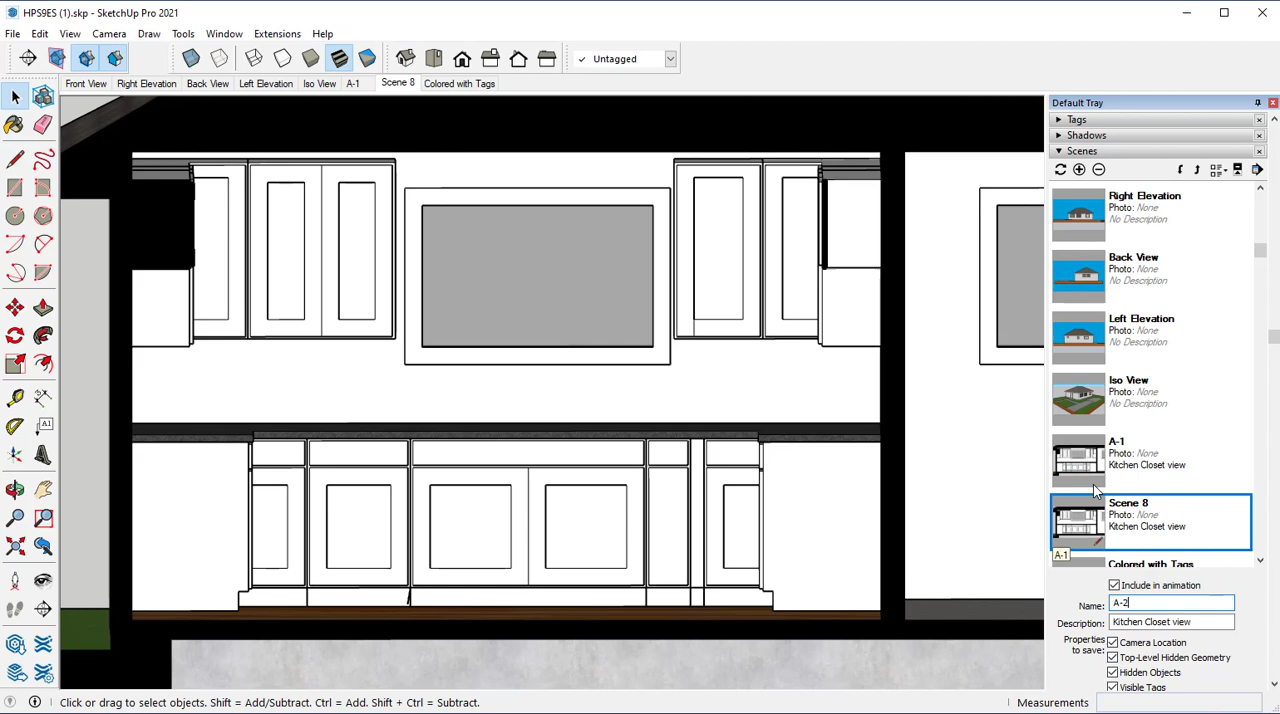 HPS9ES (1).skp - SketchUp Pro 2021
File Edit View Camera Draw Tools Window Extensions Help
Untagged
Front View Right Elevation Back View Left Elevation Iso View A-1 Scene 8 Colored with Tags
Default Tray
Tags
Shadows
Scenes
Right Elevation
Photo: None
No Description
Back View
Photo: None
No Description
Left Elevation
Photo: None
No Description
Iso View
Photo: None
No Description
A-1
Photo: None
Kitchen Closet view
Scene 8
Photo: None
Kitchen Closet view
A-1
Colored with Tags
Include in animation
Name: A-2
Description: Kitchen Closet view
Properties to save:
Camera Location
Top-Level Hidden Geometry
Hidden Objects
Visible Tags
A1
Click or drag to select objects. Shift = Add/Subtract. Ctrl = Add. Shift + Ctrl = Subtract.
Measurements